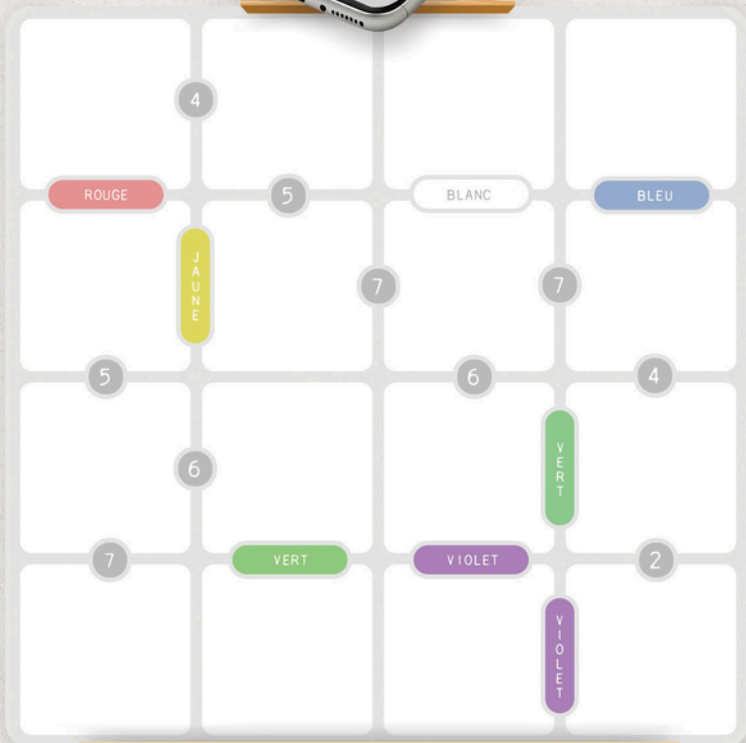 4
ROUGE 5 BLANC BLEU
JAUNE 7 7
5 6 4
6 VERT
7 VERT VIOLET 2
VIOLET